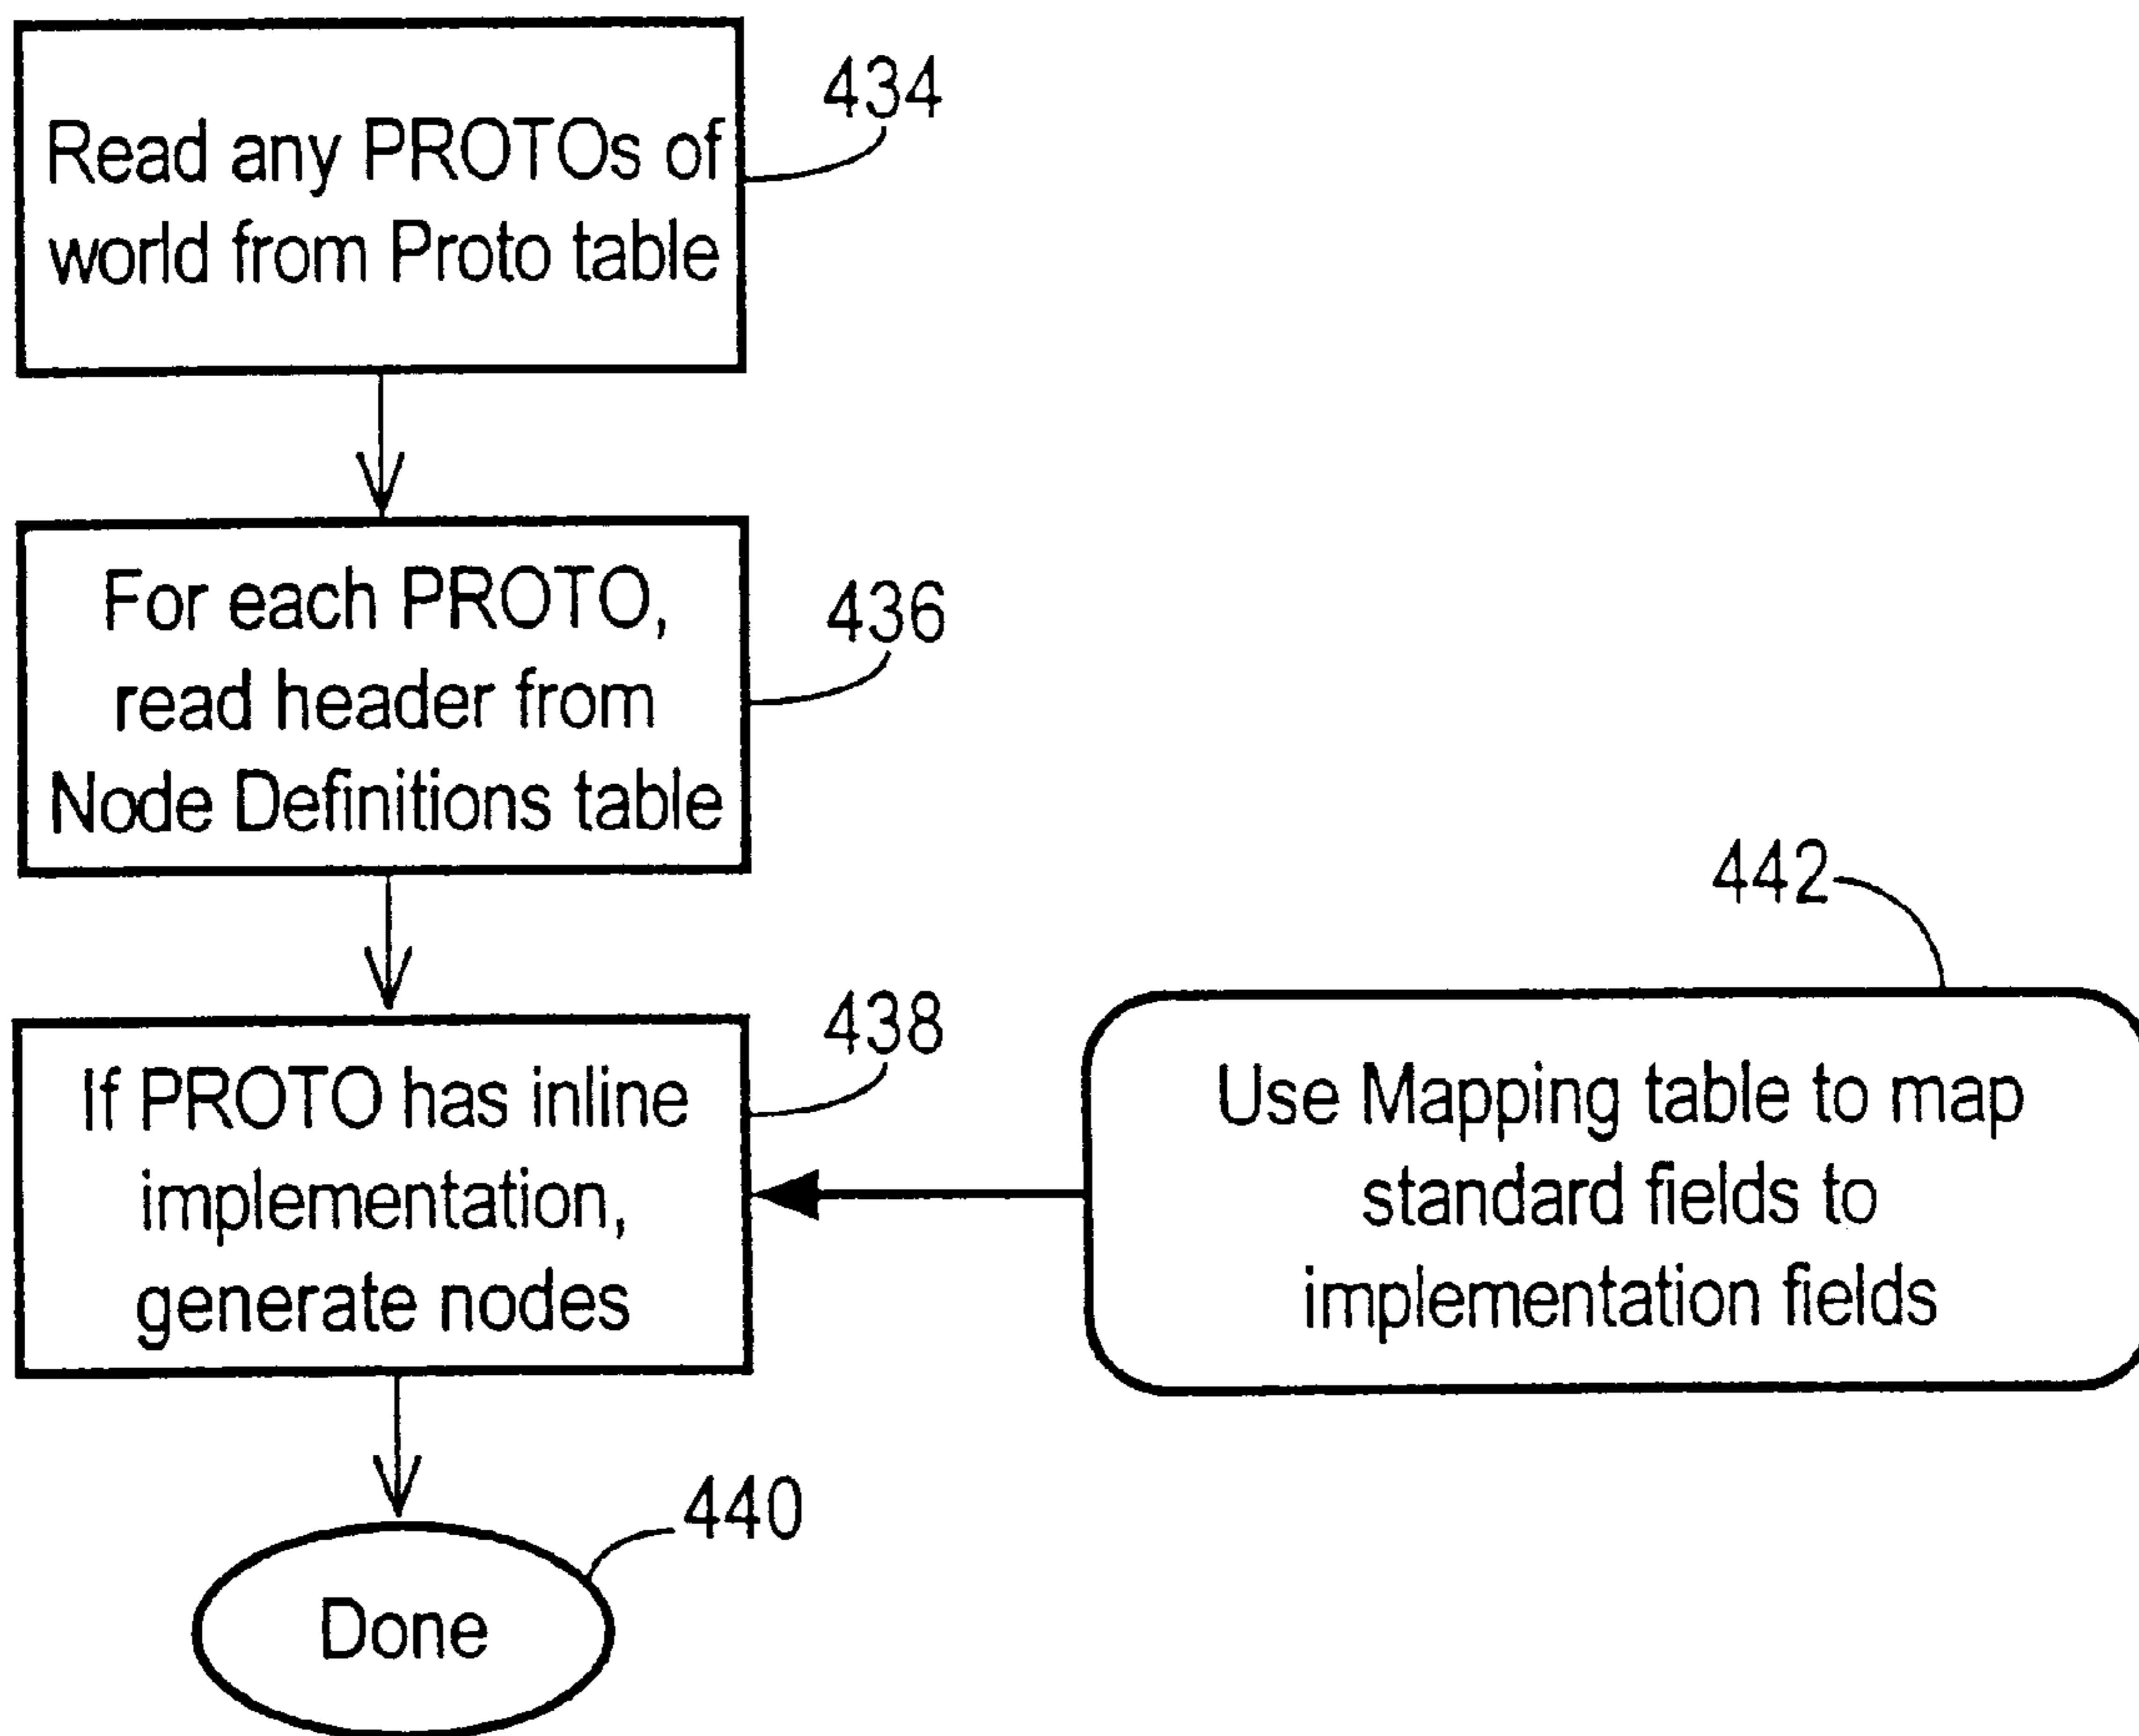 Read any PROTOs of
world from Proto table
434
For each PROTO,
read header from
Node Definitions table
436
If PROTO has inline
implementation,
generate nodes
438
442
Use Mapping table to map
standard fields to
implementation fields
Done
440